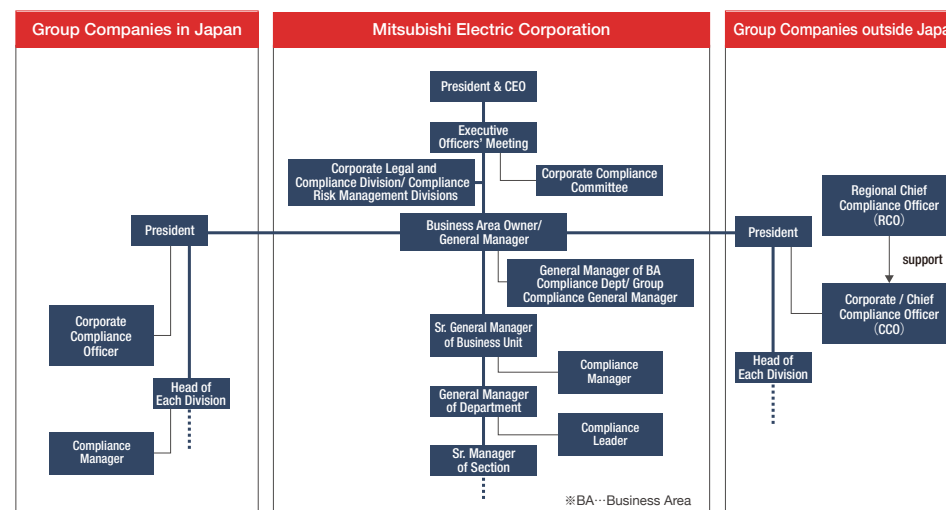 Group Companies in Japan
Mitsubishi Electric Corporation
Group Companies outside Japa
President & CEO
Executive
Officers' Meeting
Corporate Legal and
Compliance Division/ Compliance
Risk Management Divisions
Corporate Compliance
Committee
Business Area Owner/
General Manager
General Manager of BA
Compliance Dept/ Group
Compliance General Manager
Sr. General Manager
of Business Unit
Compliance
Manager
General Manager
of Department
Compliance
Leader
Sr. Manager
of Section
※BA…Business Area
President
Corporate
Compliance
Officer
Head of
Each Division
Compliance
Manager
President
Regional Chief
Compliance Officer
（RCO）
support
Corporate / Chief
Compliance Officer
（CCO）
Head of
Each Division